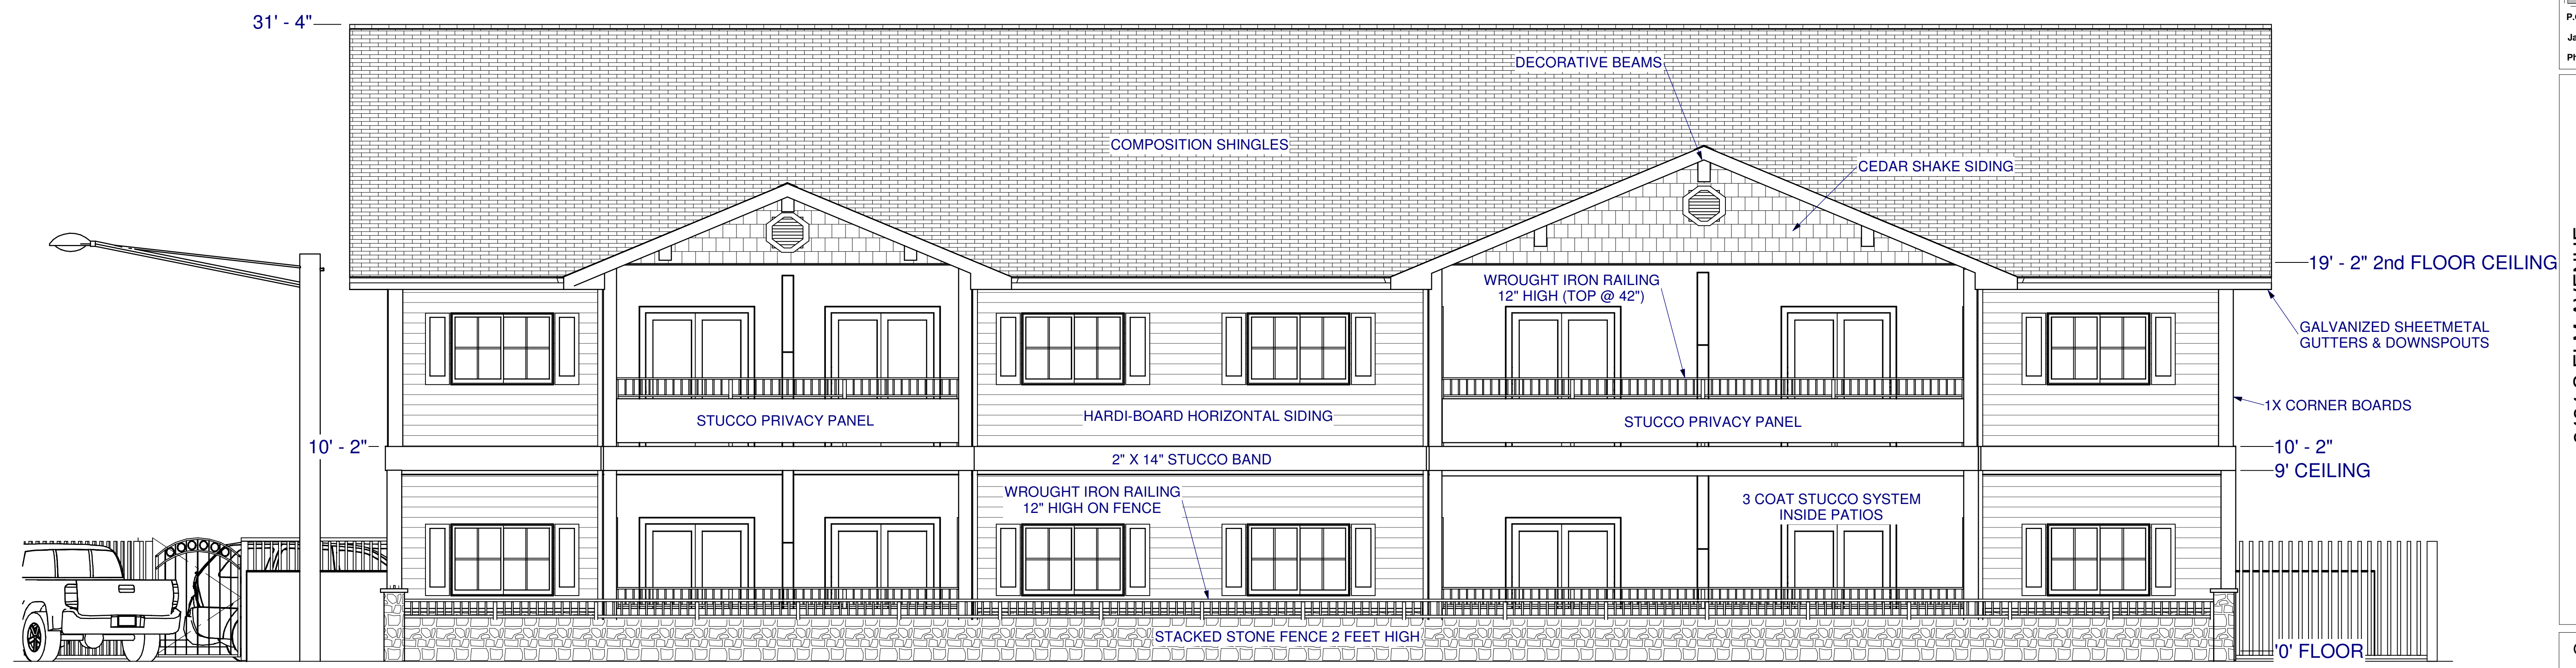 31' - 4"
P.
Ja
Ph
DECORATIVE BEAMS
COMPOSITION SHINGLES
CEDAR SHAKE SIDING
19' - 2" 2nd FLOOR CEILING
WROUGHT IRON RAILING
12" HIGH (TOP @ 42")
GALVANIZED SHEETMETAL
GUTTERS & DOWNSPOUTS
1X CORNER BOARDS
STUCCO PRIVACY PANEL
HARDI-BOARD HORIZONTAL SIDING
STUCCO PRIVACY PANEL
10' - 2"
10' - 2"
2" X 14" STUCCO BAND
9' CEILING
WROUGHT IRON RAILING
12" HIGH ON FENCE
3 COAT STUCCO SYSTEM
INSIDE PATIOS
STACKED STONE FENCE 2 FEET HIGH
'0' FLOOR